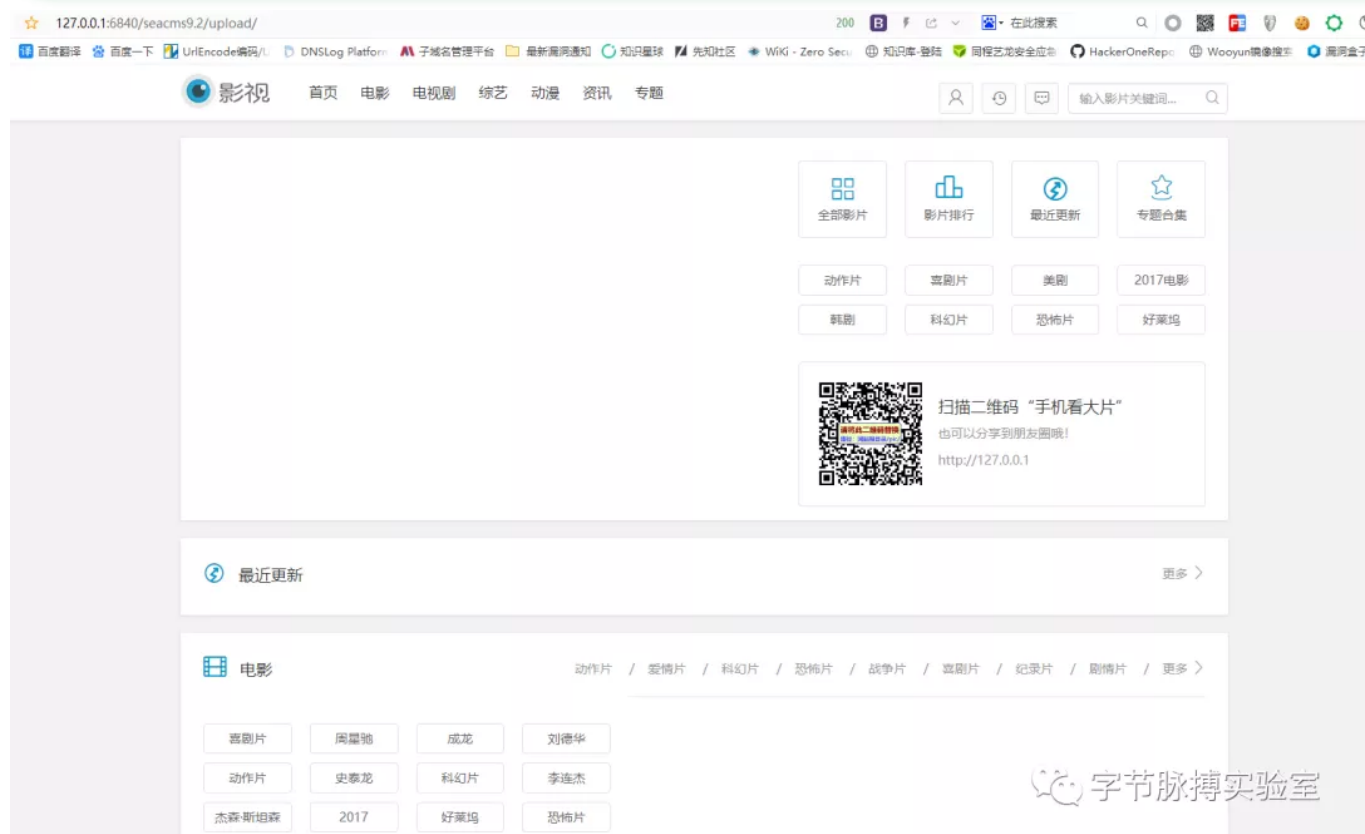 127.0.0.1:6840/seacms9.2/upload/ 200 在此搜索
百度翻译 百度一下 UrlEncode编码/U DNSLog Platform 子域名管理平台 最新漏洞通知 知识星球 先知社区 WiKi - Zero Secu 知识库-登陆 同程艺龙安全应急 HackerOneRepo Wooyun镜像搜索 漏洞盒子
影视 首页 电影 电视剧 综艺 动漫 资讯 专题 输入影片关键词...
全部影片 影片排行 最近更新 专题合集
动作片 喜剧片 美剧 2017电影
韩剧 科幻片 恐怖片 好莱坞
扫描二维码“手机看大片”
也可以分享到朋友圈哦!
http://127.0.0.1
最近更新 更多
电影 动作片 / 爱情片 / 科幻片 / 恐怖片 / 战争片 / 喜剧片 / 纪录片 / 剧情片 / 更多
喜剧片 周星驰 成龙 刘德华
动作片 史泰龙 科幻片 李连杰
杰森·斯坦森 2017 好莱坞 恐怖片
字节脉搏实验室